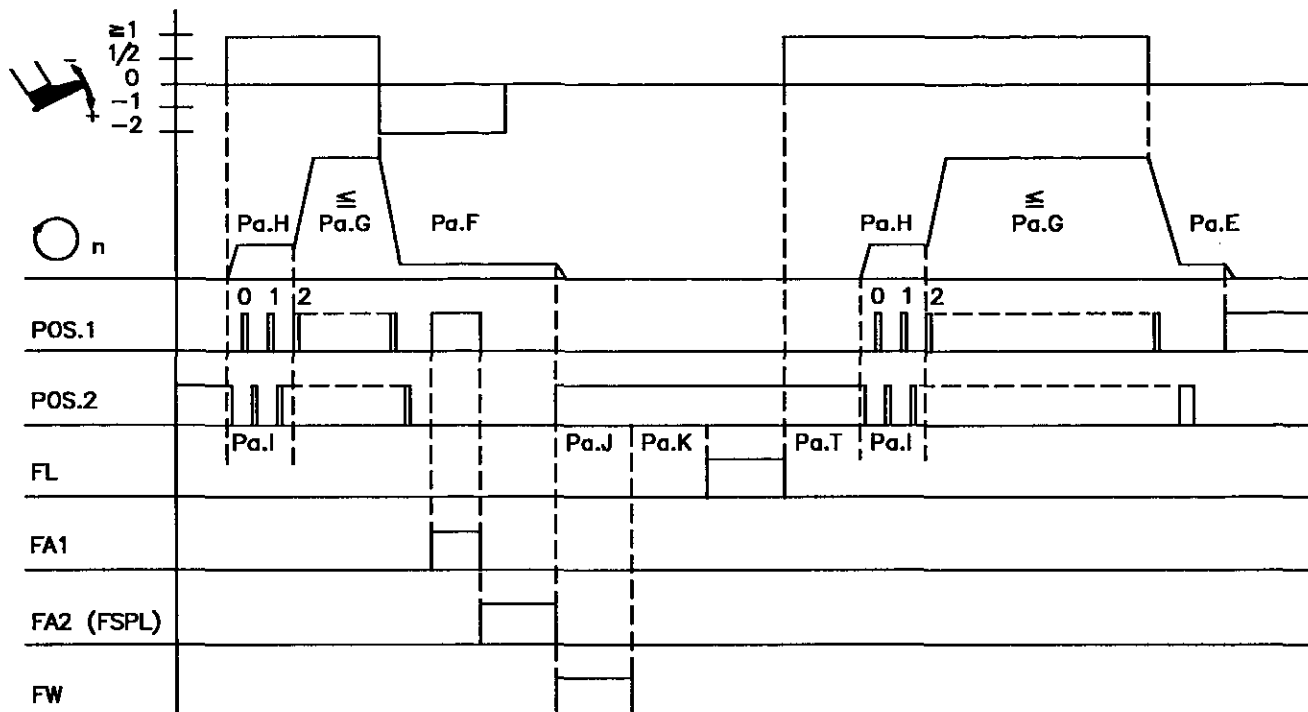 ≧1
1/2
0
-1
-2
- +
n
Pa.H ≦ Pa.G Pa.F Pa.H ≦ Pa.G Pa.E
0 1 2 0 1 2
POS.1
POS.2
Pa.I Pa.J Pa.K Pa.T Pa.I
FL
FA1
FA2 (FSPL)
FW